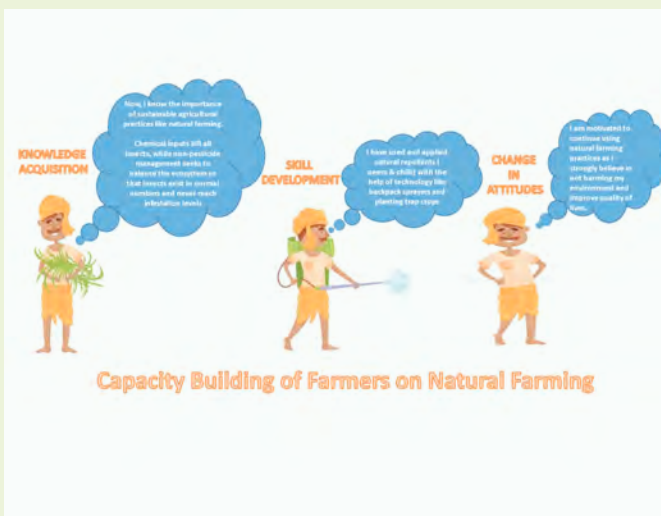 KNOWLEDGE
ACQUISITION
Now, I know the importance
of sustainable agricultural
practices like natural farming.
Chemical inputs kill all
insects, while non-pesticide
management seeks to
balance the ecosystem so
that insects exist in normal
numbers and never reach
infestation levels
SKILL
DEVELOPMENT
I have used and applied
natural repellents (
neem & chilli) with the
help of technology like
backpack sprayers and
planting trap crops
CHANGE
IN
ATTITUDES
I am motivated to
continue using
natural farming
practices as I
strongly believe in
not harming my
environment and
improve quality of
lives.
Capacity Building of Farmers on Natural Farming